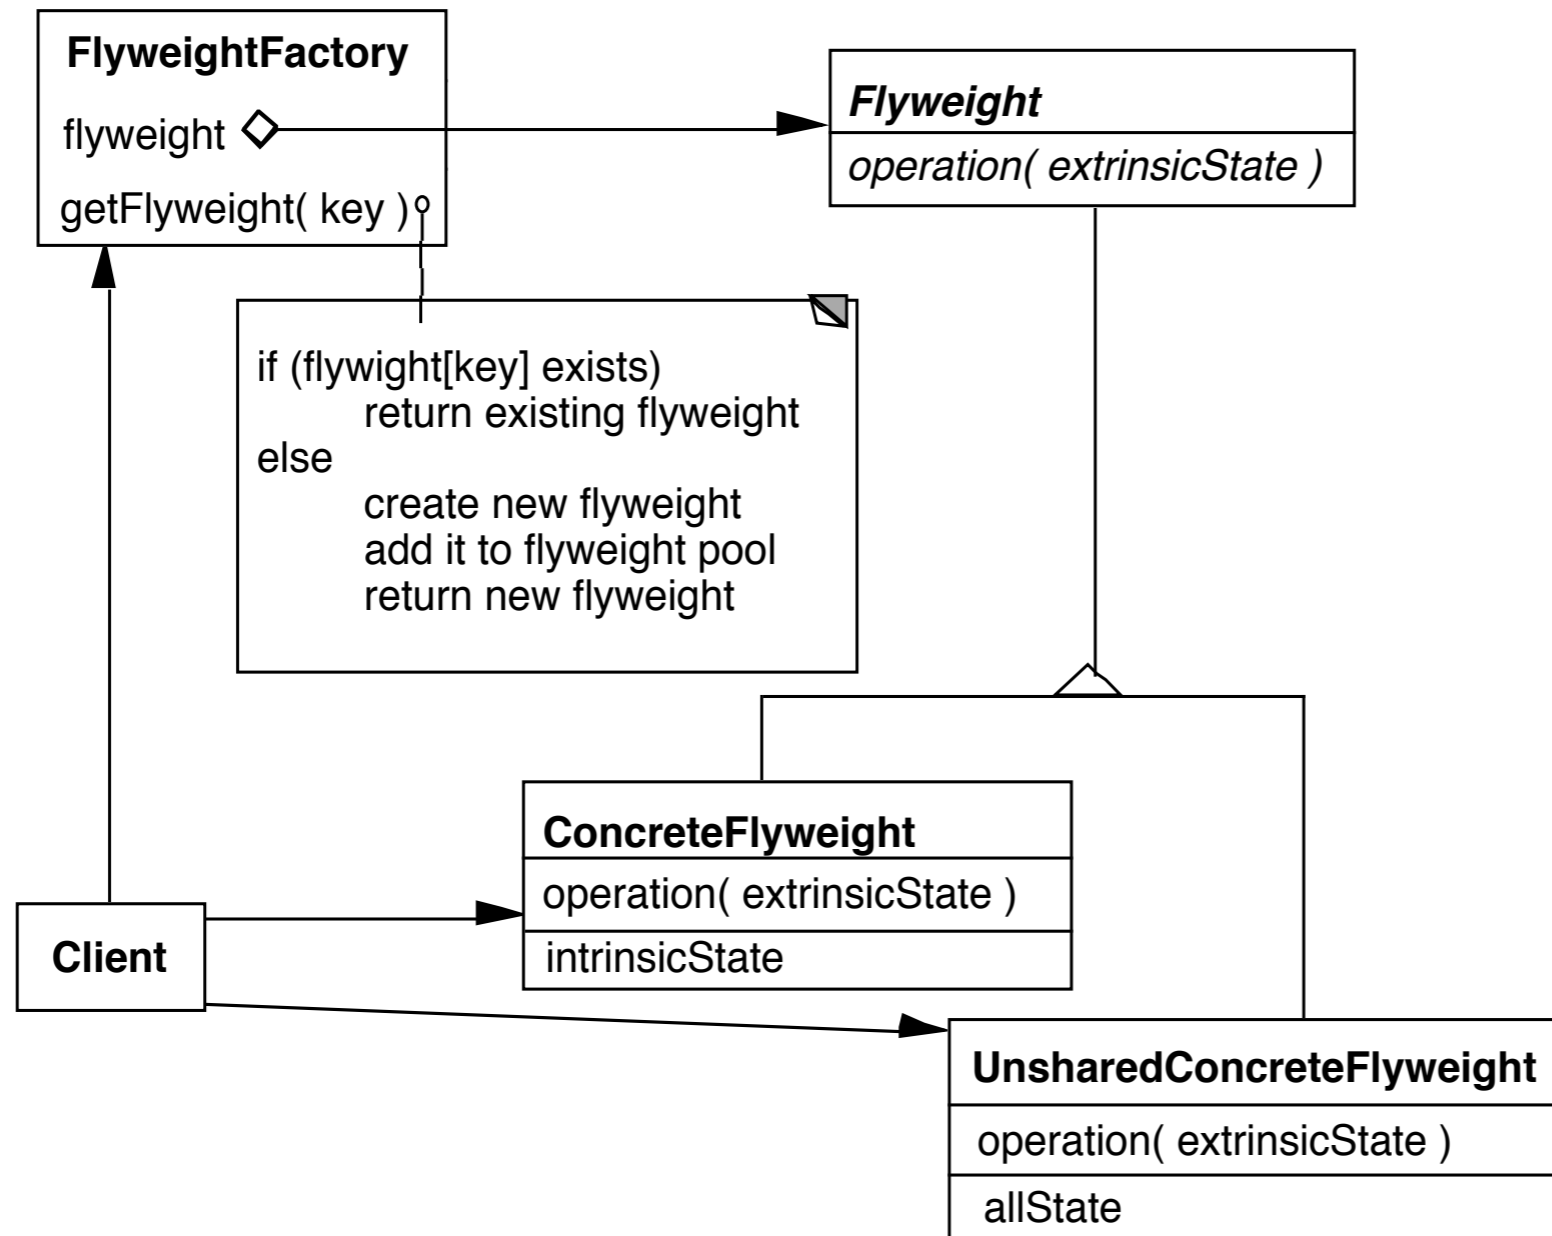 FlyweightFactory
flyweight
getFlyweight( key )
Flyweight
operation( extrinsicState )
if (flywight[key] exists)
return existing flyweight
else
create new flyweight
add it to flyweight pool
return new flyweight
ConcreteFlyweight
operation( extrinsicState )
intrinsicState
Client
UnsharedConcreteFlyweight
operation( extrinsicState )
allState